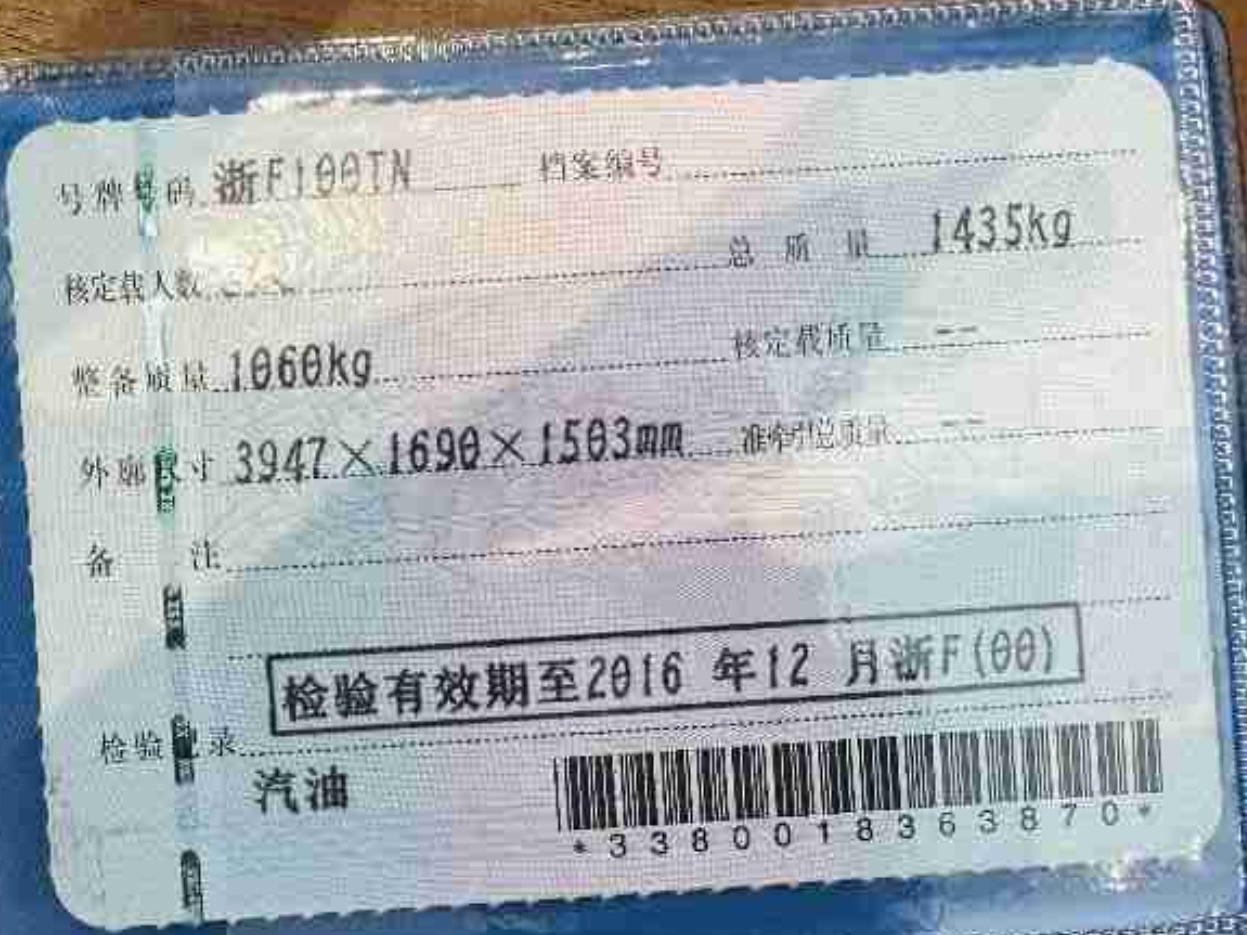 号牌号码 浙F100TN 档案编号
核定载人数 总质量 1435kg
整备质量 1060kg 核定载质量 --
外廓尺寸 3947×1690×1503mm 准牵引总质量 --
备注
检验有效期至2016 年12 月浙F(00)
检验记录
汽油
*3380018363870*